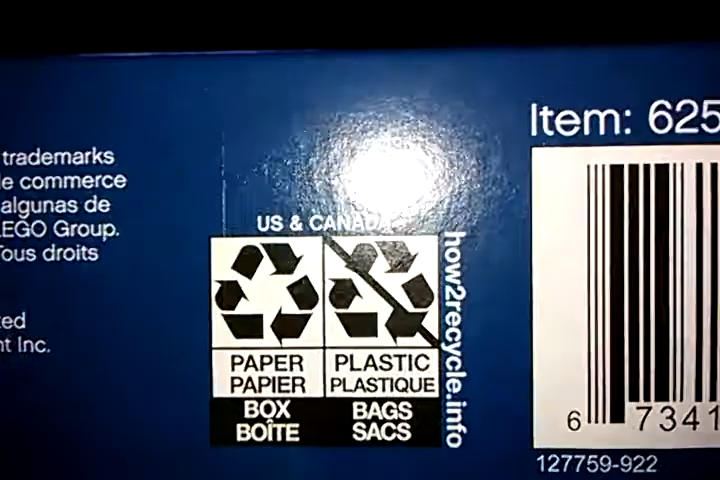 trademarks
le commerce
algunas de
EGO Group.
Tous droits
ted
nt Inc.
US & CANADA
PAPER
PAPIER
BOX
BOÎTE
PLASTIC
PLASTIQUE
BAGS
SACS
how2recycle.info
Item: 625
6 7341
127759-922